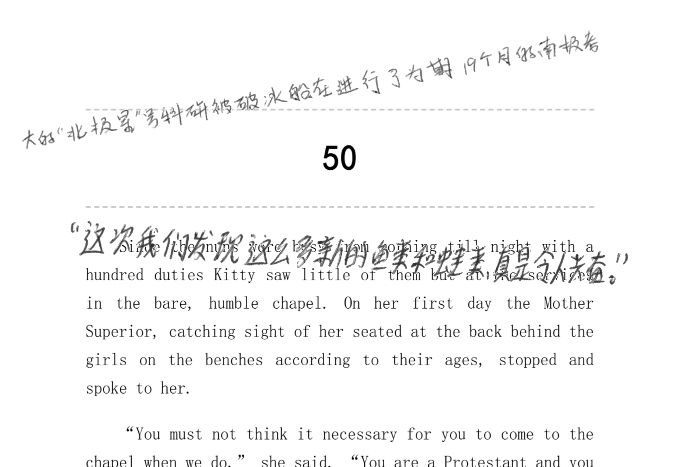 大的“北极星”号科研被破冰船在进行了为期19个月的南极考
50
“这次我们发现这么多新的鱼类和蛙类,真是令人夫奋。”
Since the nuns were busy from morning till night with a
hundred duties Kitty saw little of them but at the services
in the bare, humble chapel. On her first day the Mother
Superior, catching sight of her seated at the back behind the
girls on the benches according to their ages, stopped and
spoke to her.
“You must not think it necessary for you to come to the
chapel when we do,” she said. “You are a Protestant and you